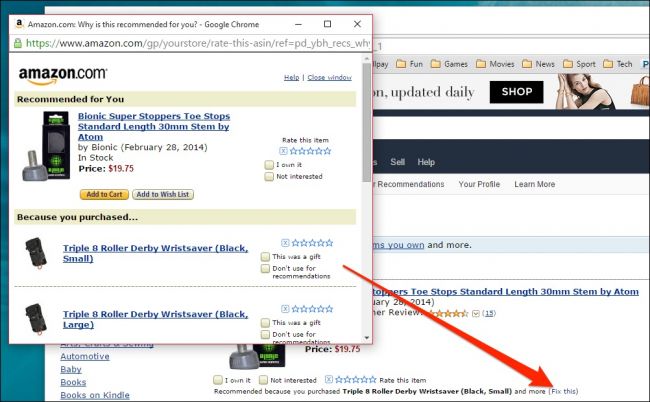 Amazon.com: Why is this recommended for you? - Google Chrome
https://www.amazon.com/gp/yourstore/rate-this-asin/ref=pd_ybh_recs_why
amazon.com
Help | Close window
Recommended for You
Bionic Super Stoppers Toe Stops
Standard Length 30mm Stem by
Atom
by Bionic (February 28, 2014)
In Stock
Price: $19.75
Rate this item
I own it
Not interested
Add to Cart
Add to Wish List
Because you purchased...
Triple 8 Roller Derby Wristsaver (Black,
Small)
This was a gift
Don't use for
recommendations
Triple 8 Roller Derby Wristsaver (Black,
Large)
This was a gift
Don't use for
recommendations
Fun
Games
Movies
News
Sport
Tech
on, updated daily
SHOP
Sell
Help
r Recommendations
Your Profile
Learn More
ms you own and more.
toppers Toe Stops Standard Length 30mm Stem by Atom
ary 28, 2014)
mer Review:
(15)
Price: $19.75
Arts, Crafts & Sewing
Automotive
Baby
Books
Books on Kindle
I own it
Not interested
Rate this item
Recommended because you purchased Triple 8 Roller Derby Wristsaver (Black, Small) and more (Fix this)